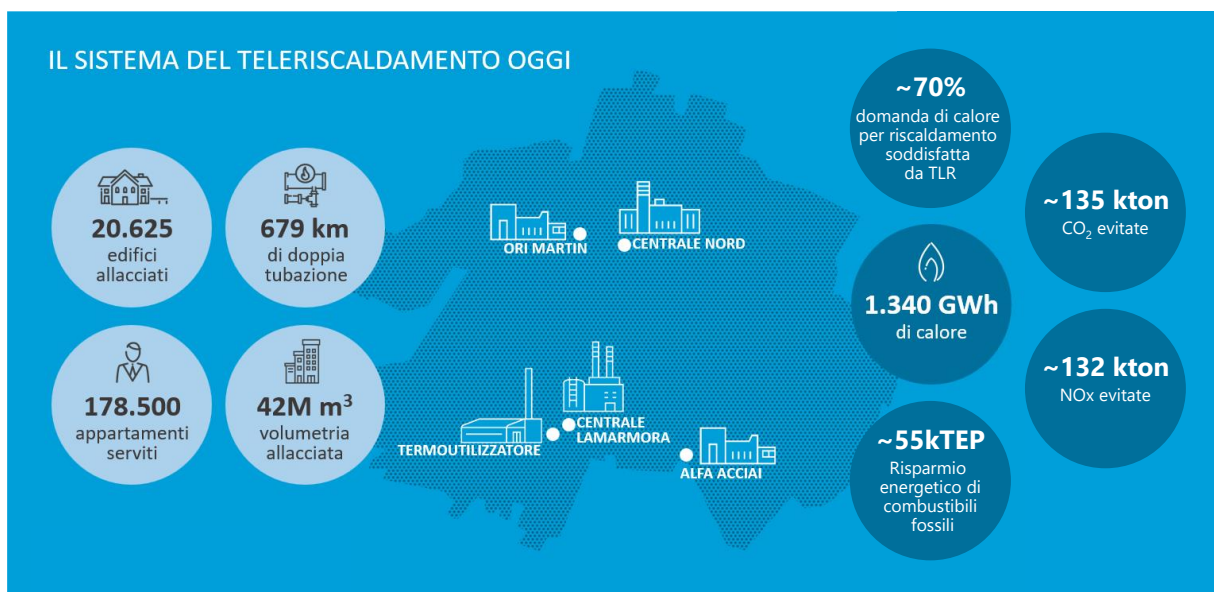 IL SISTEMA DEL TELERISCALDAMENTO OGGI
20.625
edifici
allacciati
679 km
di doppia
tubazione
178.500
appartamenti
serviti
42M m³
volumetria
allacciata
ORI MARTIN
CENTRALE NORD
TERMOUTILIZZATORE
CENTRALE
LAMARMORA
ALFA ACCIAI
~70%
domanda di calore
per riscaldamento
soddisfatta
da TLR
1.340 GWh
di calore
~55kTEP
Risparmio
energetico di
combustibili
fossili
~135 kton
CO₂ evitate
~132 kton
NOx evitate